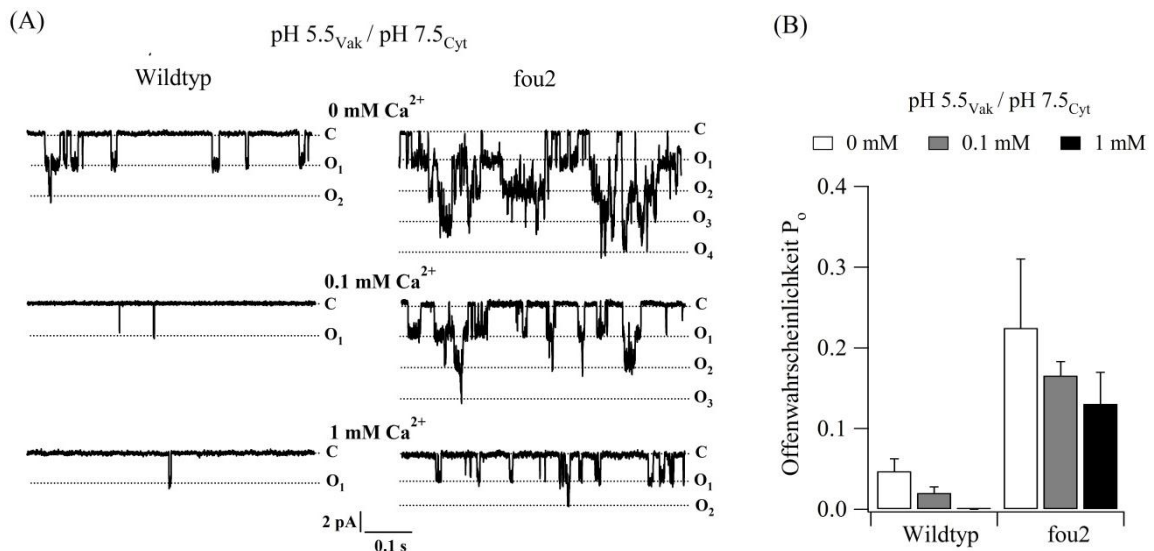 (A)
pH 5.5Vak / pH 7.5Cyt
Wildtyp fou2
0 mM Ca2+
C C
O1 O1
O2 O2
O3
O4
0.1 mM Ca2+
C C
O1 O1
O2
O3
1 mM Ca2+
C C
O1 O1
O2
2 pA
0.1 s
(B)
pH 5.5Vak / pH 7.5Cyt
0 mM 0.1 mM 1 mM
Offenwahrscheinlichkeit Po
0.4
0.3
0.2
0.1
0.0
Wildtyp fou2